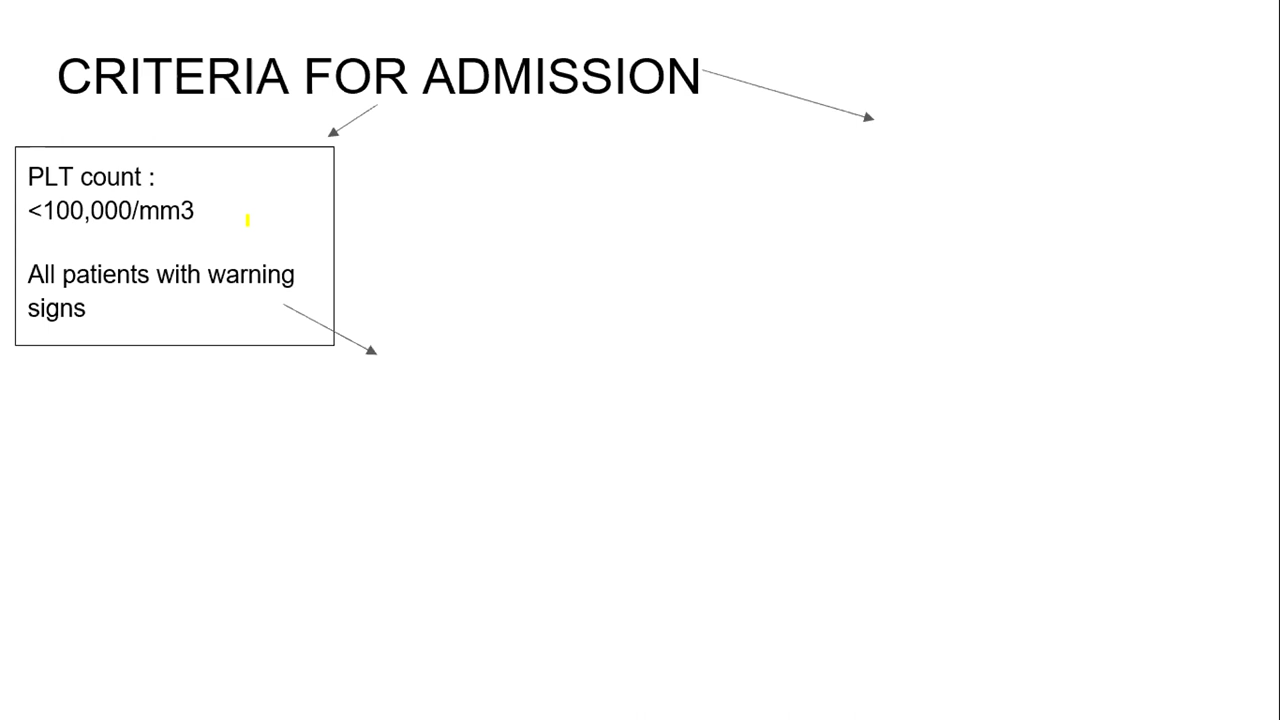 CRITERIA FOR ADMISSION
PLT count :
<100,000/mm3
All patients with warning
signs